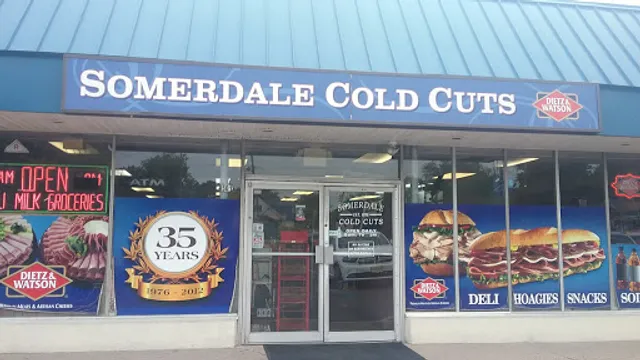 SOMERDALE COLD CUTS
DIETZ & WATSON
OPEN
MILK GROCERIES
ATM
DIETZ & WATSON
35
YEARS
1976 - 2012
SOMERDALE
COLD CUTS
DIETZ & WATSON
DELI
HOAGIES
SNACKS